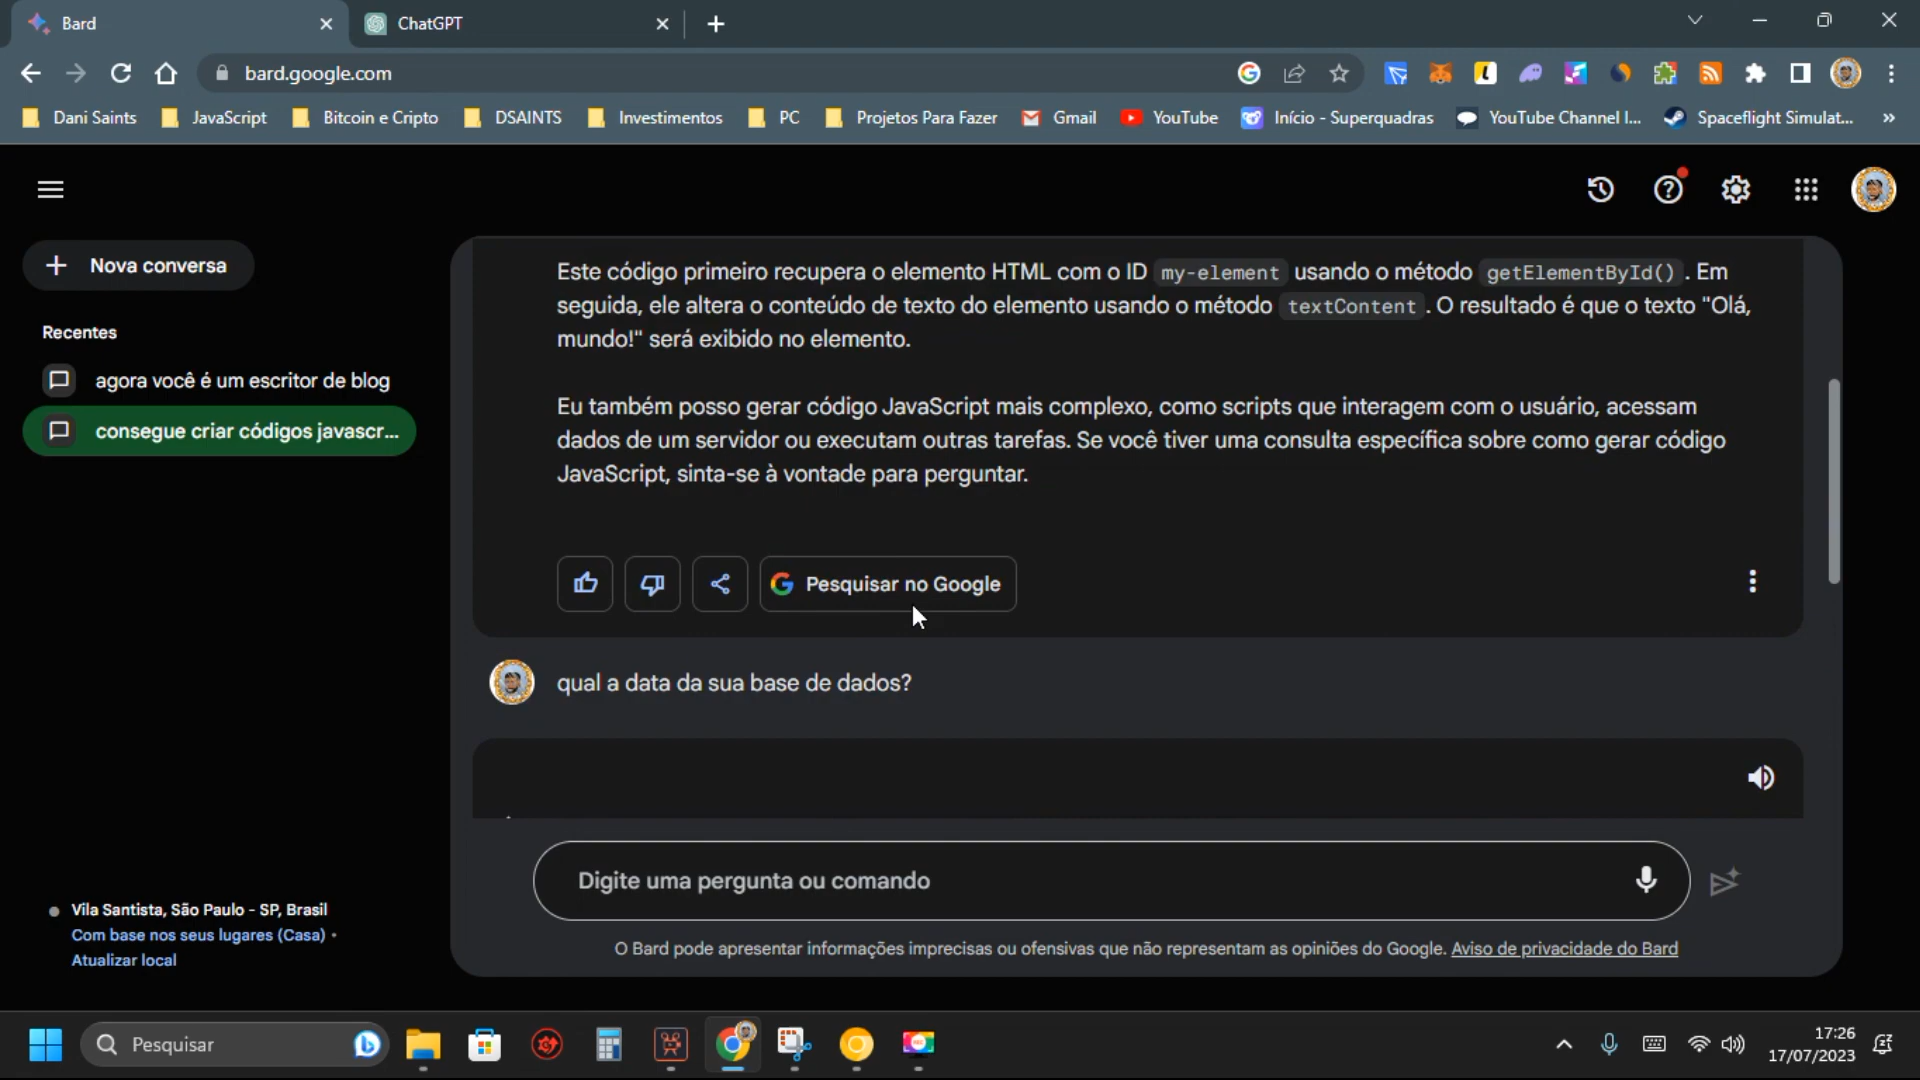 Bard
ChatGPT
bard.google.com
Dani Saints
JavaScript
Bitcoin e Cripto
DSAINTS
Investimentos
PC
Projetos Para Fazer
Gmail
YouTube
Início - Superquadras
YouTube Channel I...
Spaceflight Simulat...
»
Nova conversa
Recentes
agora você é um escritor de blog
consegue criar códigos javascr...
Este código primeiro recupera o elemento HTML com o ID my-element usando o método getElementById() . Em
seguida, ele altera o conteúdo de texto do elemento usando o método textContent . O resultado é que o texto "Olá,
mundo!" será exibido no elemento.
Eu também posso gerar código JavaScript mais complexo, como scripts que interagem com o usuário, acessam
dados de um servidor ou executam outras tarefas. Se você tiver uma consulta específica sobre como gerar código
JavaScript, sinta-se à vontade para perguntar.
Pesquisar no Google
qual a data da sua base de dados?
Digite uma pergunta ou comando
O Bard pode apresentar informações imprecisas ou ofensivas que não representam as opiniões do Google. Aviso de privacidade do Bard
Vila Santista, São Paulo - SP, Brasil
Com base nos seus lugares (Casa) •
Atualizar local
Pesquisar
17:26
17/07/2023